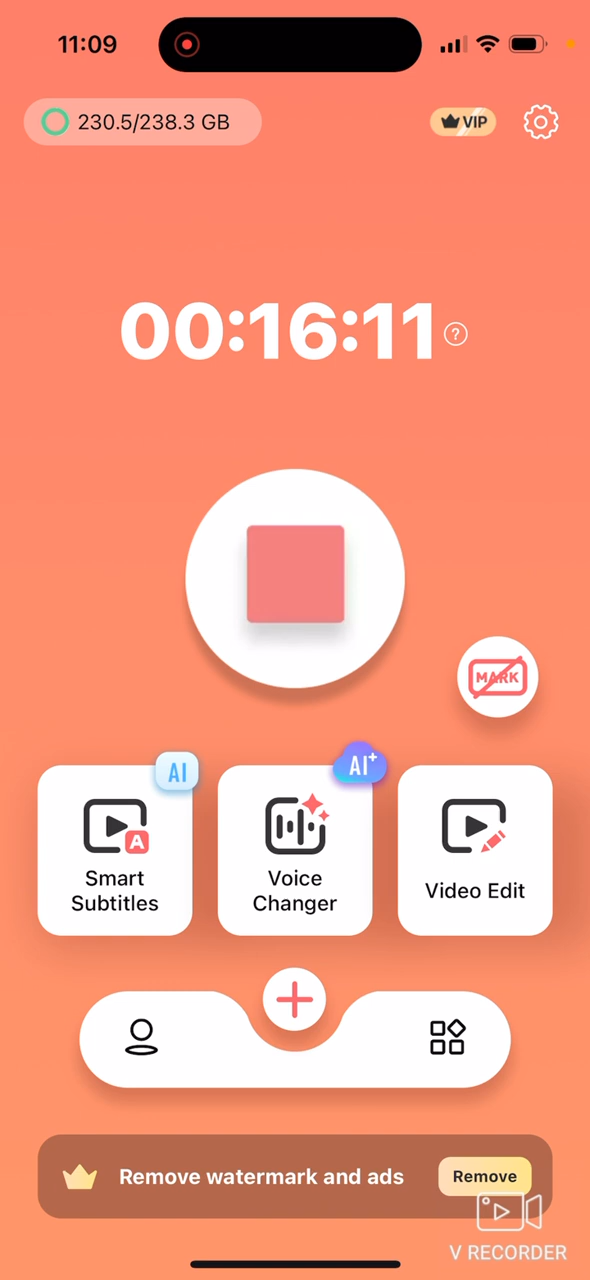 11:09
230.5/238.3 GB
VIP
00:16:11
?
MARK
AI
AI+
A
Smart
Subtitles
Voice
Changer
Video Edit
Remove watermark and ads
Remove
V RECORDER